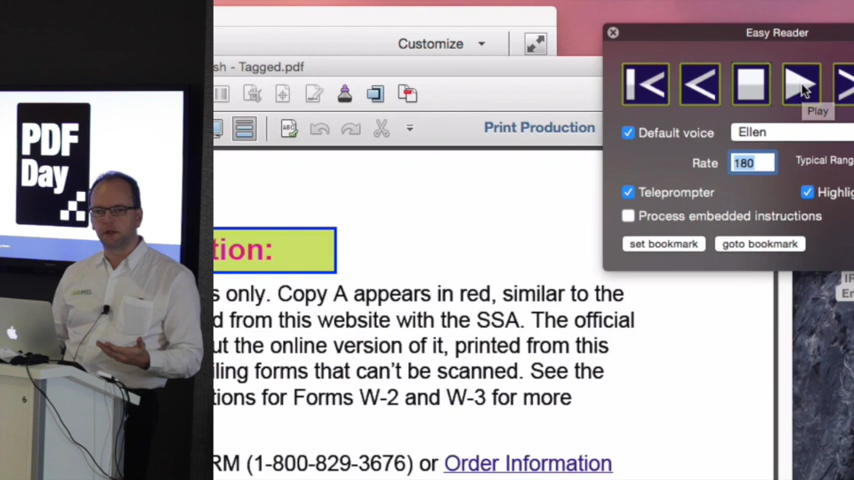 Customize
Easy Reader
sh - Tagged.pdf
Play
Print Production
Default voice
Ellen
Rate
180
Typical Rang
Teleprompter
Highlig
Process embedded instructions
set bookmark
goto bookmark
PDF
Day
tion:
s only. Copy A appears in red, similar to the
d from this website with the SSA. The official
ut the online version of it, printed from this
iling forms that can't be scanned. See the
tions for Forms W-2 and W-3 for more
RM (1-800-829-3676) or Order Information